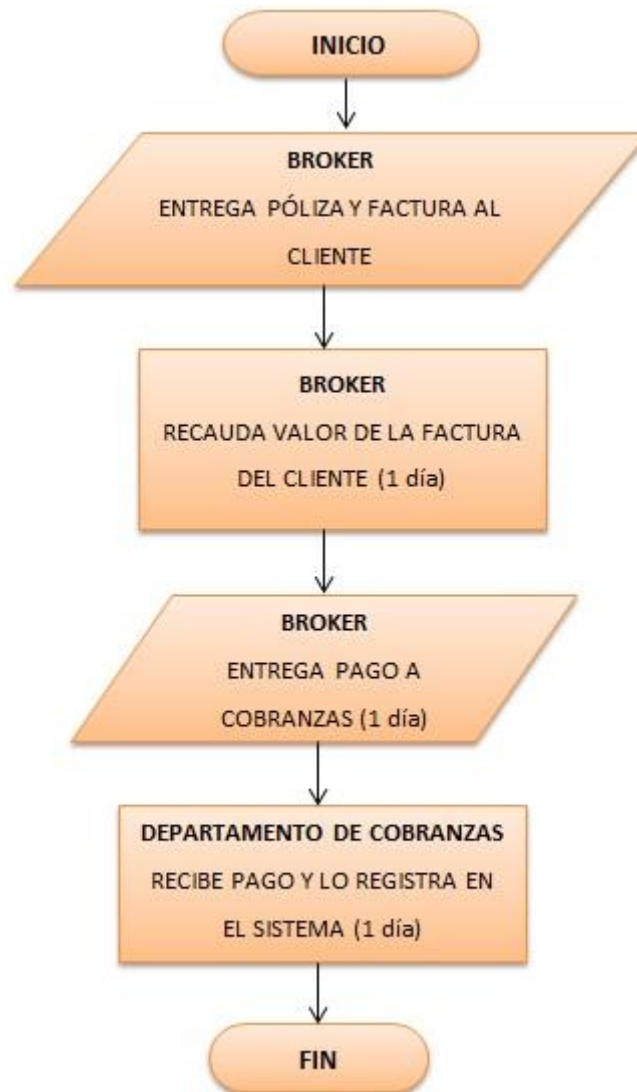 INICIO
BROKER
ENTREGA PÓLIZA Y FACTURA AL
CLIENTE
BROKER
RECAUDA VALOR DE LA FACTURA
DEL CLIENTE (1 día)
BROKER
ENTREGA PAGO A
COBRANZAS (1 día)
DEPARTAMENTO DE COBRANZAS
RECIBE PAGO Y LO REGISTRA EN
EL SISTEMA (1 día)
FIN